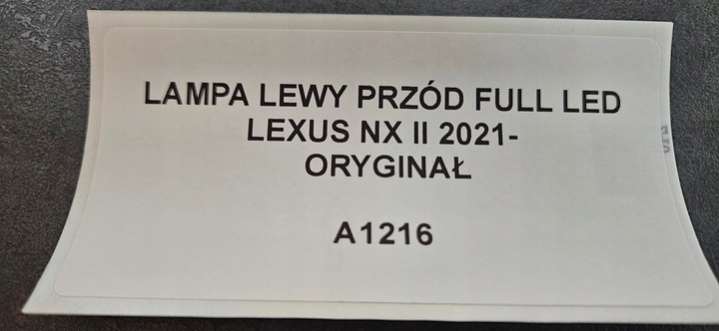 LAMPA LEWY PRZÓD FULL LED
LEXUS NX II 2021-
ORYGINAŁ
A1216